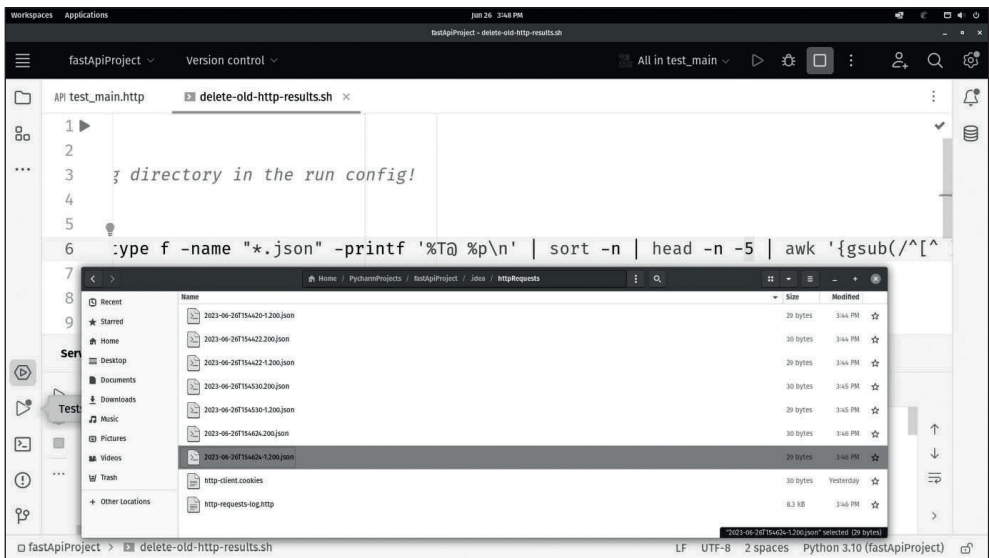 Workspaces Applications Jun 26 3:48 PM
fastApiProject – delete-old-http-results.sh
fastApiProject Version control All in test_main
API test_main.http delete-old-http-results.sh
1
2
3 g directory in the run config!
4
5
6 type f -name "*.json" -printf '%T@ %p\n' | sort -n | head -n -5 | awk '{gsub(/^[^
7
8
9
Serv
Test
Home / PycharmProjects / fastApiProject / .idea / httpRequests
Name Size Modified
Recent
Starred
Home
Desktop
Documents
Downloads
Music
Pictures
Videos
Trash
+ Other Locations
2023-06-26T154420-1.200.json 29 bytes 3:44 PM
2023-06-26T154422.200.json 30 bytes 3:44 PM
2023-06-26T154422-1.200.json 29 bytes 3:44 PM
2023-06-26T154530.200.json 30 bytes 3:45 PM
2023-06-26T154530-1.200.json 29 bytes 3:45 PM
2023-06-26T154624.200.json 30 bytes 3:46 PM
2023-06-26T154624-1.200.json 29 bytes 3:46 PM
http-client.cookies 50 bytes Yesterday
http-requests-log.http 8.3 kB 3:46 PM
"2023-06-26T154624-1.200.json" selected (29 bytes)
fastApiProject > delete-old-http-results.sh LF UTF-8 2 spaces Python 3.10 (fastApiProject)